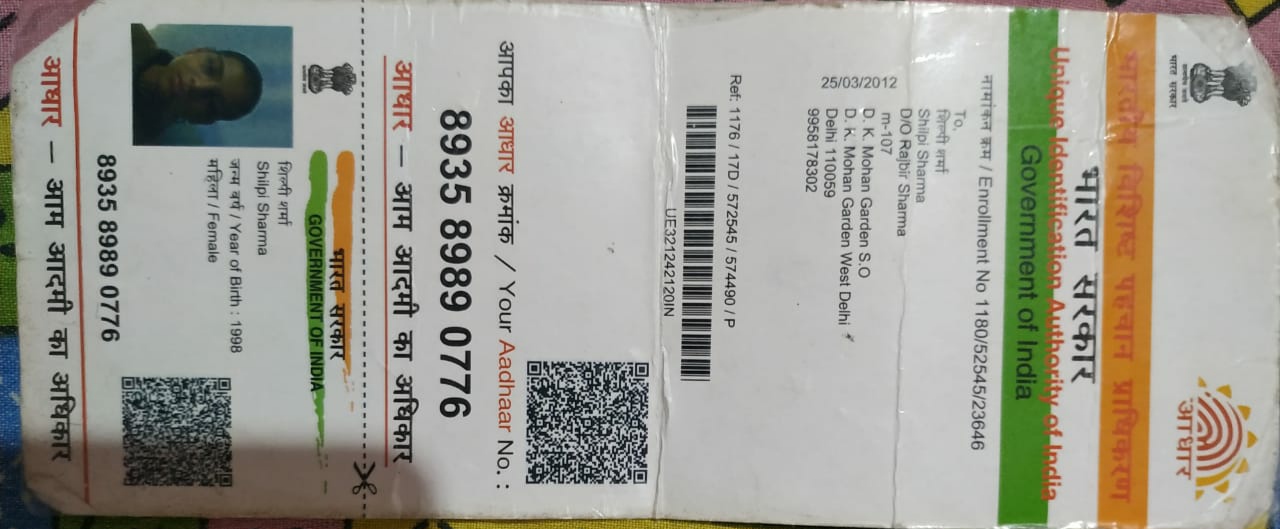 भारत सरकार
भारतीय विशिष्ट पहचान प्राधिकरण
भारत सरकार
Unique Identification Authority of India
Government of India
आधार
नामांकन क्रम / Enrollment No 1180/52545/23646
To,
शिल्पी शर्मा
Shilpi Sharma
D/O Rajbir Sharma
m-107
D. K. Mohan Garden S.O
D. K. Mohan Garden West Delhi
Delhi 110059
9958178302
25/03/2012
Ref: 1176 / 17D / 572545 / 574490 / P
UE321242120IN
आपका आधार क्रमांक / Your Aadhaar No. :
8935 8989 0776
आधार — आम आदमी का अधिकार
भारत सरकार
GOVERNMENT OF INDIA
शिल्पी शर्मा
Shilpi Sharma
जन्म वर्ष / Year of Birth : 1998
महिला / Female
8935 8989 0776
आधार — आम आदमी का अधिकार